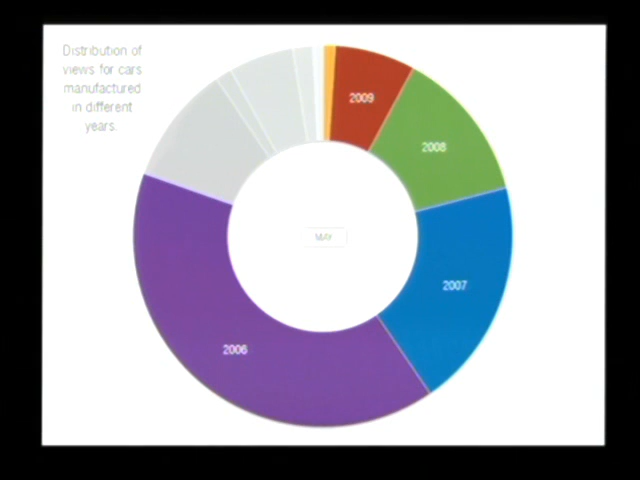 Distribution of
views for cars
manufactured
in different
years.
2009
2008
MAY
2007
2006